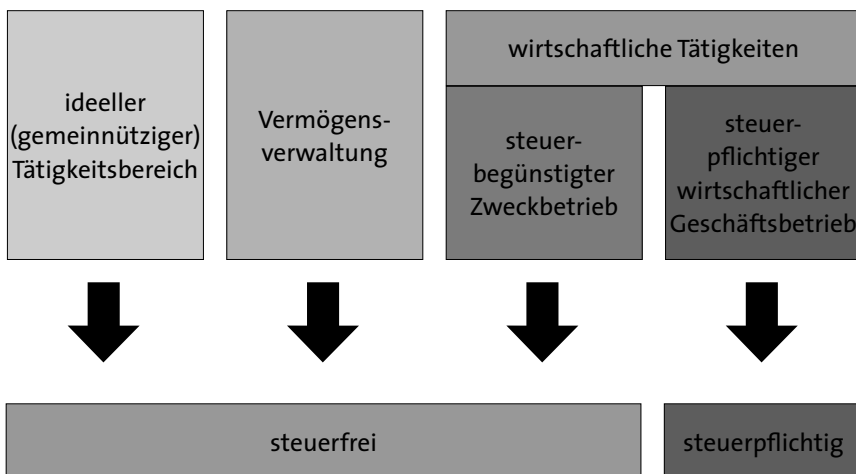 ideeller
(gemeinnütziger)
Tätigkeitsbereich
Vermögens-
verwaltung
wirtschaftliche Tätigkeiten
steuer-
begünstigter
Zweckbetrieb
steuer-
pflichtiger
wirtschaftlicher
Geschäftsbetrieb
steuerfrei
steuerpflichtig